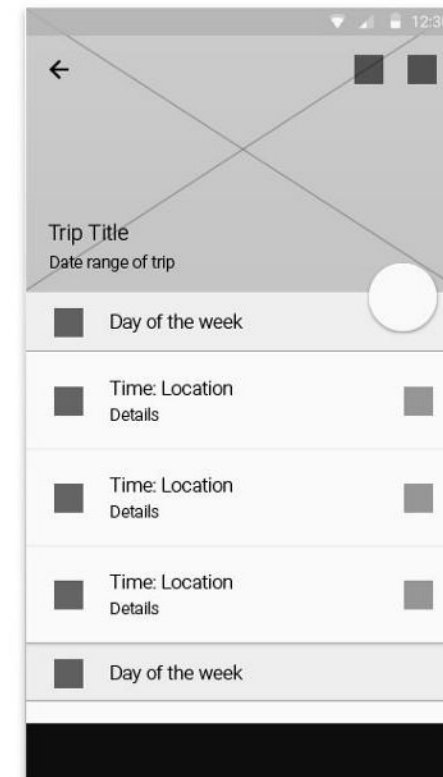 12:30
Trip Title
Date range of trip
Day of the week
Time: Location
Details
Time: Location
Details
Time: Location
Details
Day of the week